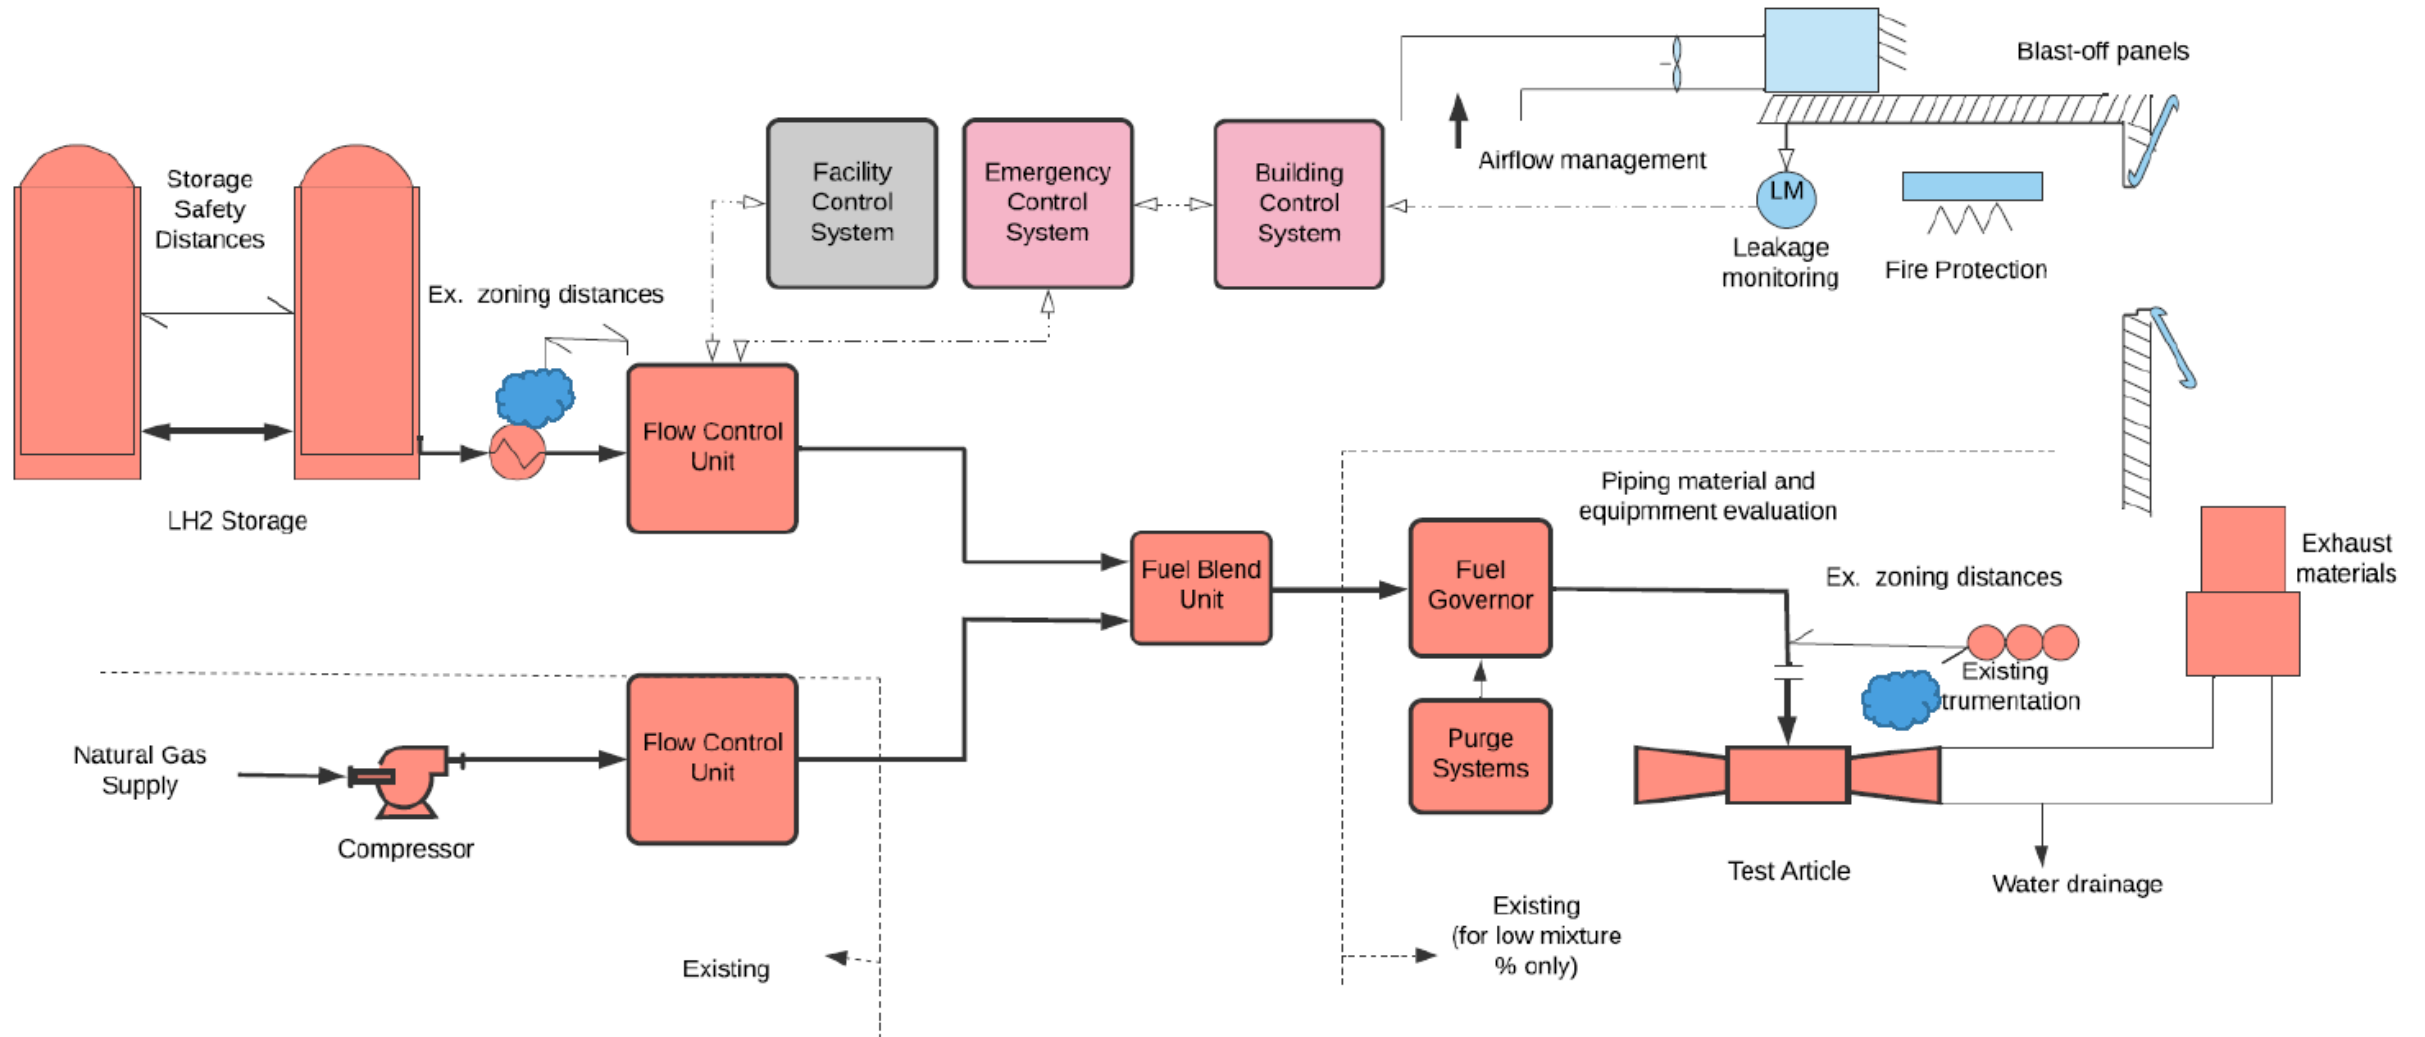 Blast-off panels
Storage
Safety
Distances
Facility
Control
System
Emergency
Control
System
Building
Control
System
Airflow management
LM
Leakage
monitoring
Fire Protection
Ex.  zoning distances
Flow Control
Unit
LH2 Storage
Piping material and
equipmment evaluation
Fuel Blend
Unit
Fuel
Governor
Ex.  zoning distances
Exhaust
materials
Existing
trumentation
Natural Gas
Supply
Compressor
Flow Control
Unit
Purge
Systems
Test Article
Water drainage
Existing
Existing
(for low mixture
% only)